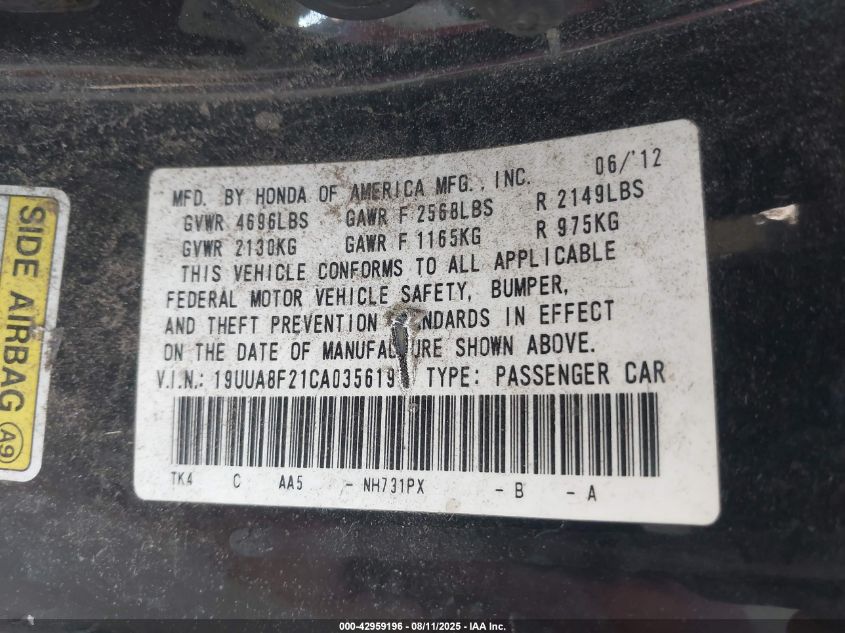 SIDE AIRBAG A9
MFD. BY HONDA OF AMERICA MFG., INC. 06/'12
GVWR 4696LBS GAWR F 2568LBS R 2149LBS
GVWR 2130KG GAWR F 1165KG R 975KG
THIS VEHICLE CONFORMS TO ALL APPLICABLE
FEDERAL MOTOR VEHICLE SAFETY, BUMPER,
AND THEFT PREVENTION IN EFFECT
ON THE DATE OF SHOWN ABOVE.
V.I.N.: TYPE: PASSENGER CAR
TK4 C AA5 - NH731PX - B - A
000-42959196 - 08/11/2025 - IAA Inc.